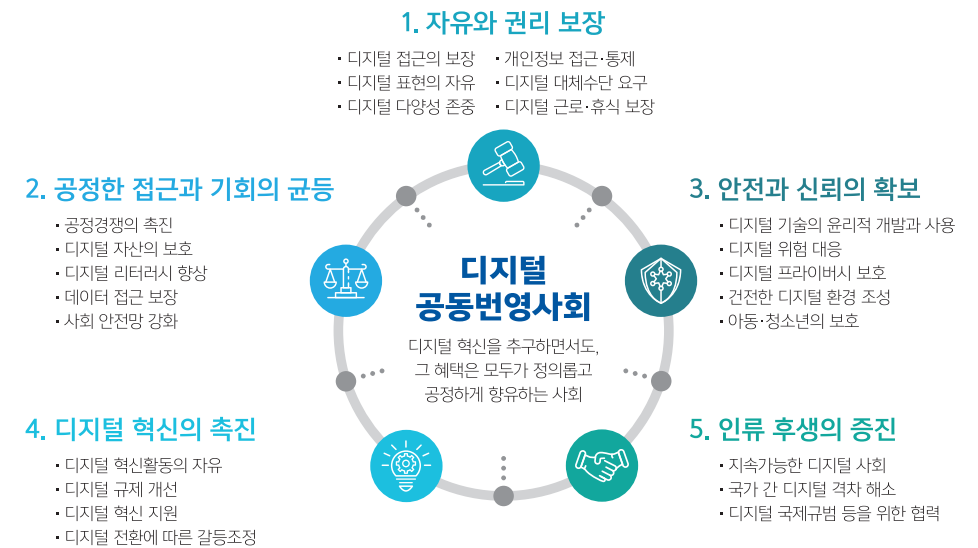 1. 자유와 권리 보장
· 디지털 접근의 보장
· 디지털 표현의 자유
· 디지털 다양성 존중
· 개인정보 접근·통제
· 디지털 대체수단 요구
· 디지털 근로·휴식 보장
2. 공정한 접근과 기회의 균등
· 공정경쟁의 촉진
· 디지털 자산의 보호
· 디지털 리터러시 향상
· 데이터 접근 보장
· 사회 안전망 강화
3. 안전과 신뢰의 확보
· 디지털 기술의 윤리적 개발과 사용
· 디지털 위험 대응
· 디지털 프라이버시 보호
· 건전한 디지털 환경 조성
· 아동·청소년의 보호
디지털
공동번영사회
디지털 혁신을 추구하면서도,
그 혜택은 모두가 정의롭고
공정하게 향유하는 사회
4. 디지털 혁신의 촉진
· 디지털 혁신활동의 자유
· 디지털 규제 개선
· 디지털 혁신 지원
· 디지털 전환에 따른 갈등조정
5. 인류 후생의 증진
· 지속가능한 디지털 사회
· 국가 간 디지털 격차 해소
· 디지털 국제규범 등을 위한 협력